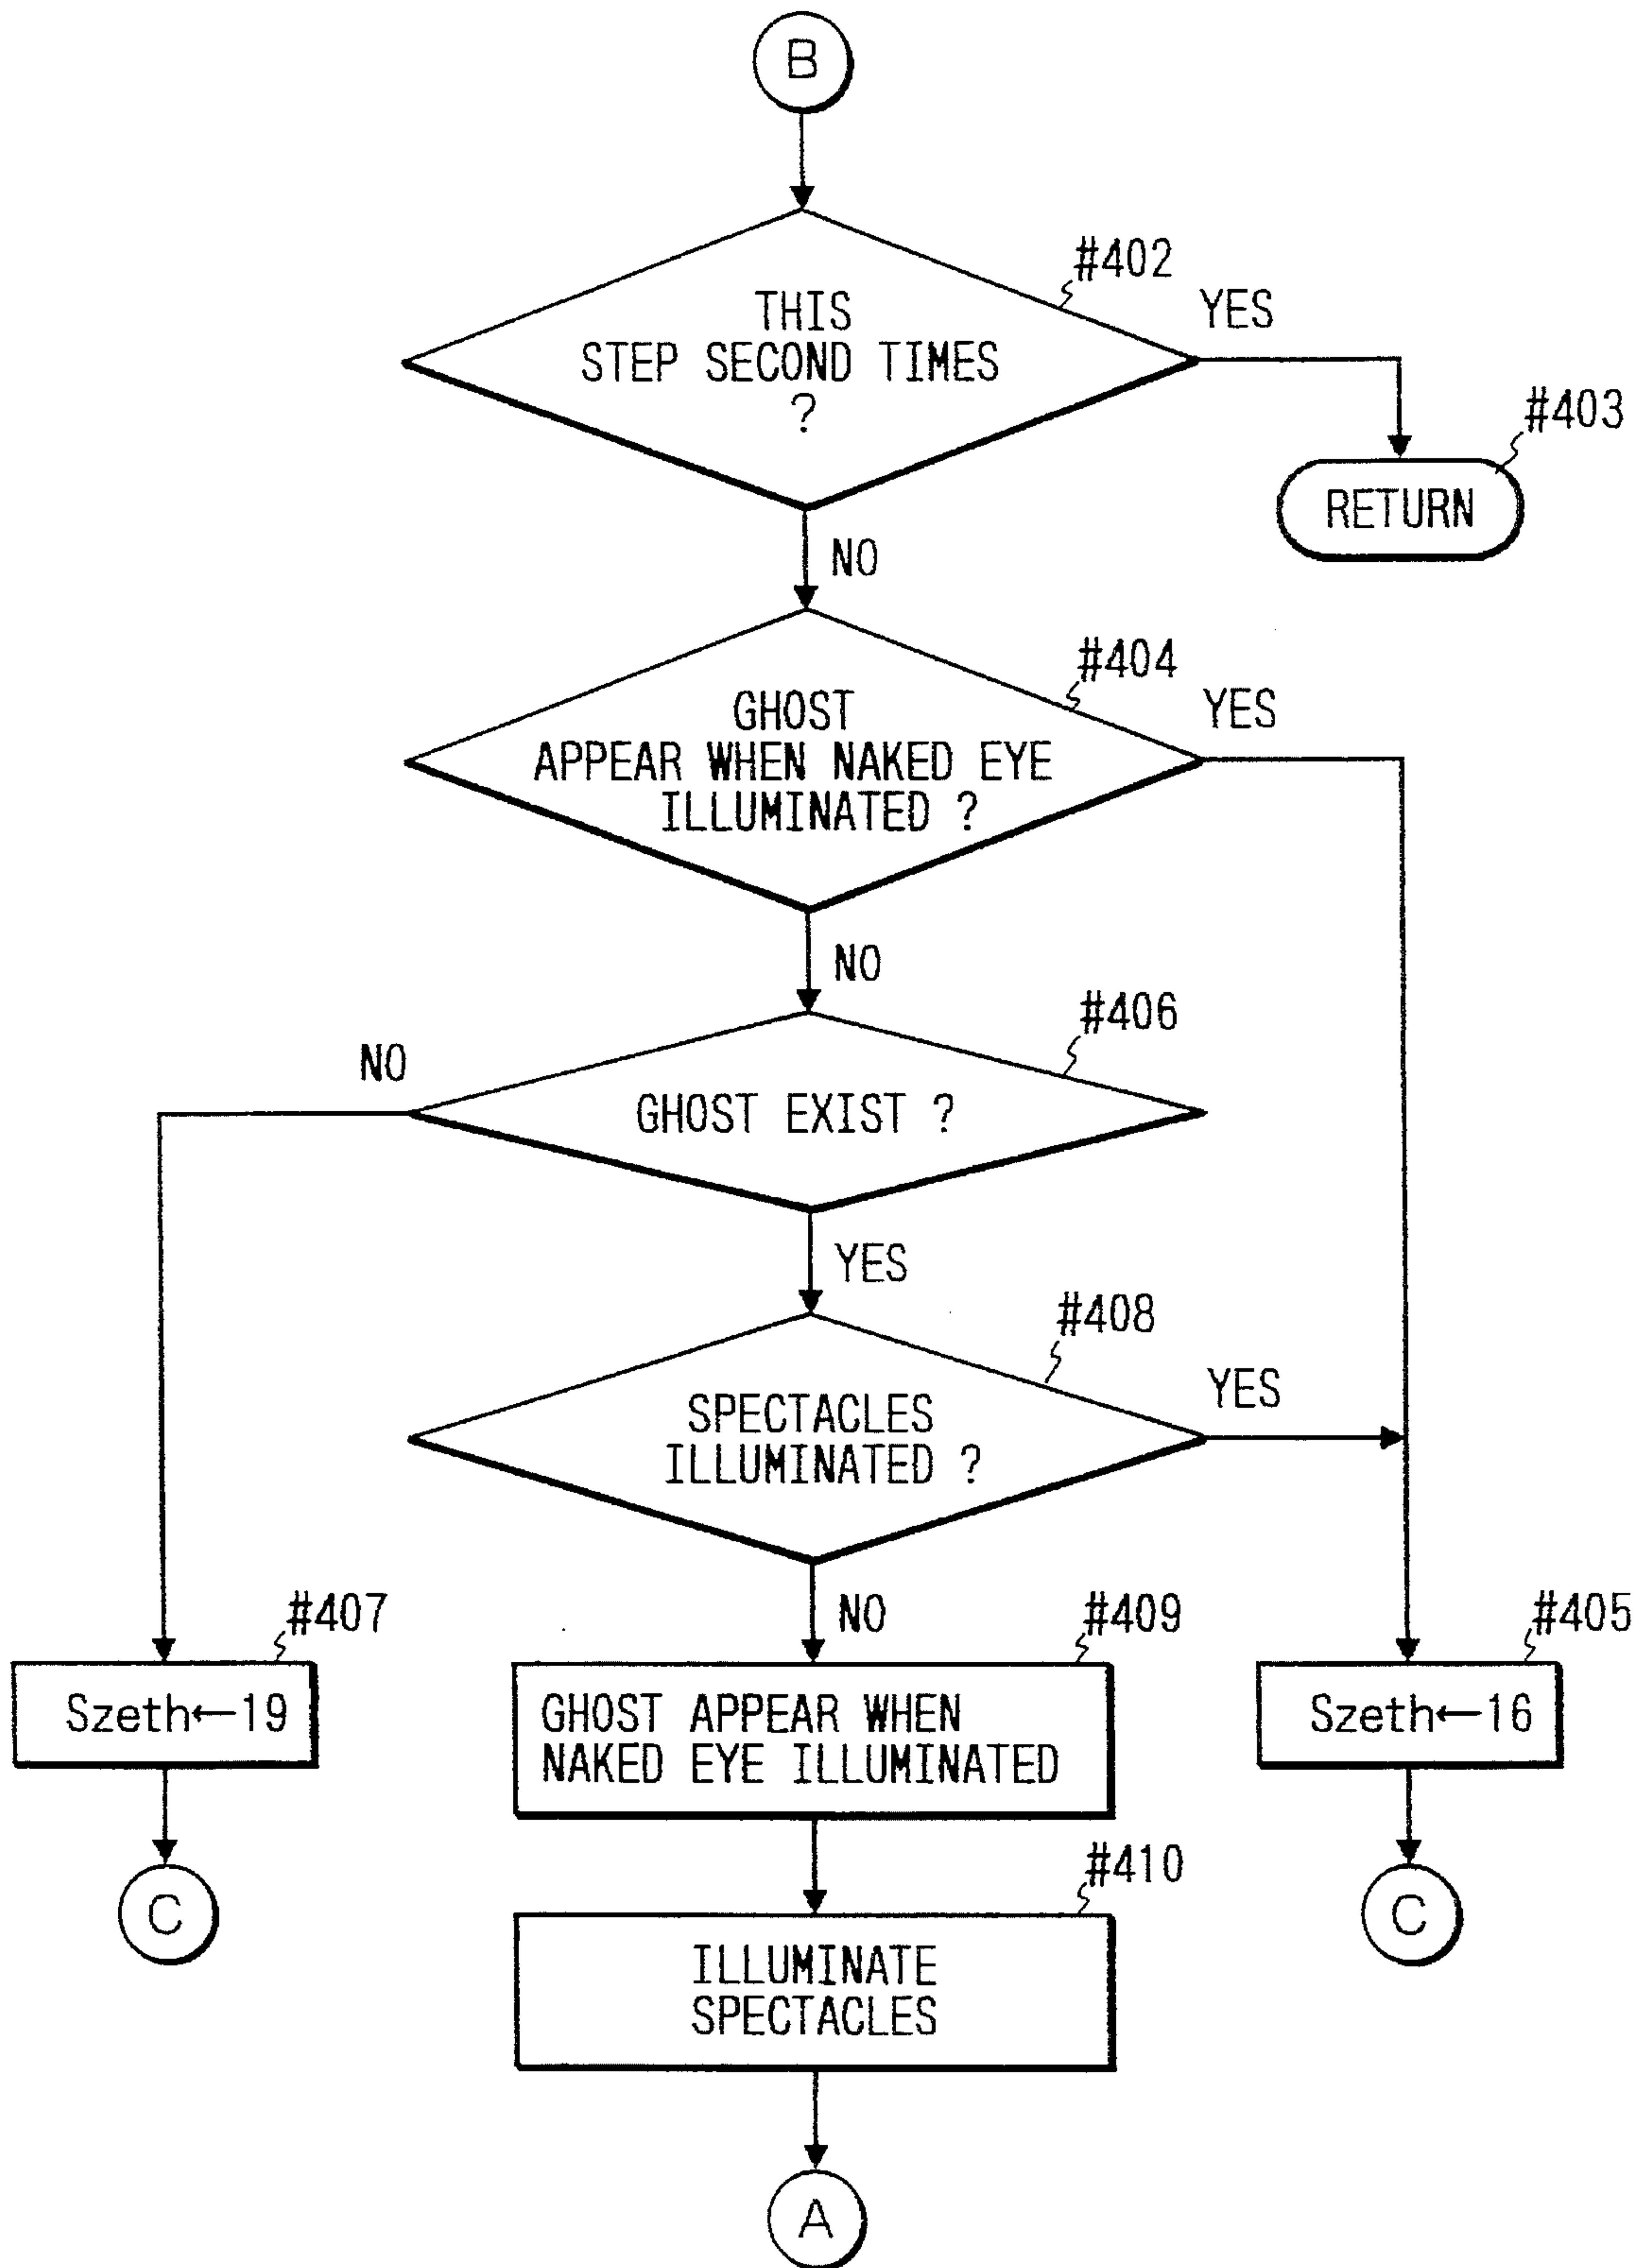 B
#402
THIS
STEP SECOND TIMES
?
YES
#403
RETURN
NO
#404
GHOST
APPEAR WHEN NAKED EYE
ILLUMINATED ?
YES
NO
#406
NO
GHOST EXIST ?
YES
#408
SPECTACLES
ILLUMINATED ?
YES
NO
#407
Szeth←19
#409
GHOST APPEAR WHEN
NAKED EYE ILLUMINATED
#405
Szeth←16
C
#410
ILLUMINATE
SPECTACLES
C
A